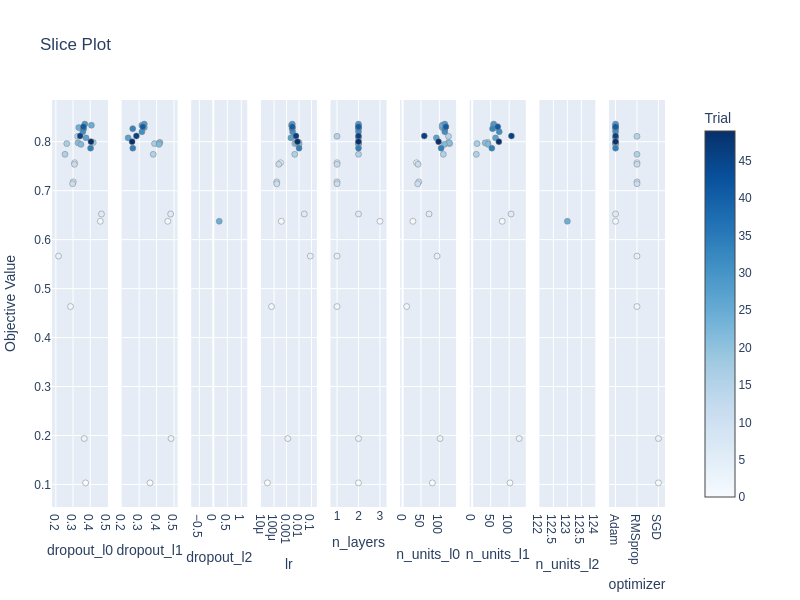 Slice Plot
Trial
Objective Value
0.8
0.7
0.6
0.5
0.4
0.3
0.2
0.1
0.2 0.3 0.4 0.5
dropout_l0
0.2 0.3 0.4 0.5
dropout_l1
−0.5 0 0.5 1
dropout_l2
10μ 100μ 0.001 0.01 0.1
lr
1 2 3
n_layers
0 50 100
n_units_l0
0 50 100
n_units_l1
122 122.5 123 123.5 124
n_units_l2
Adam RMSprop SGD
optimizer
45
40
35
30
25
20
15
10
5
0